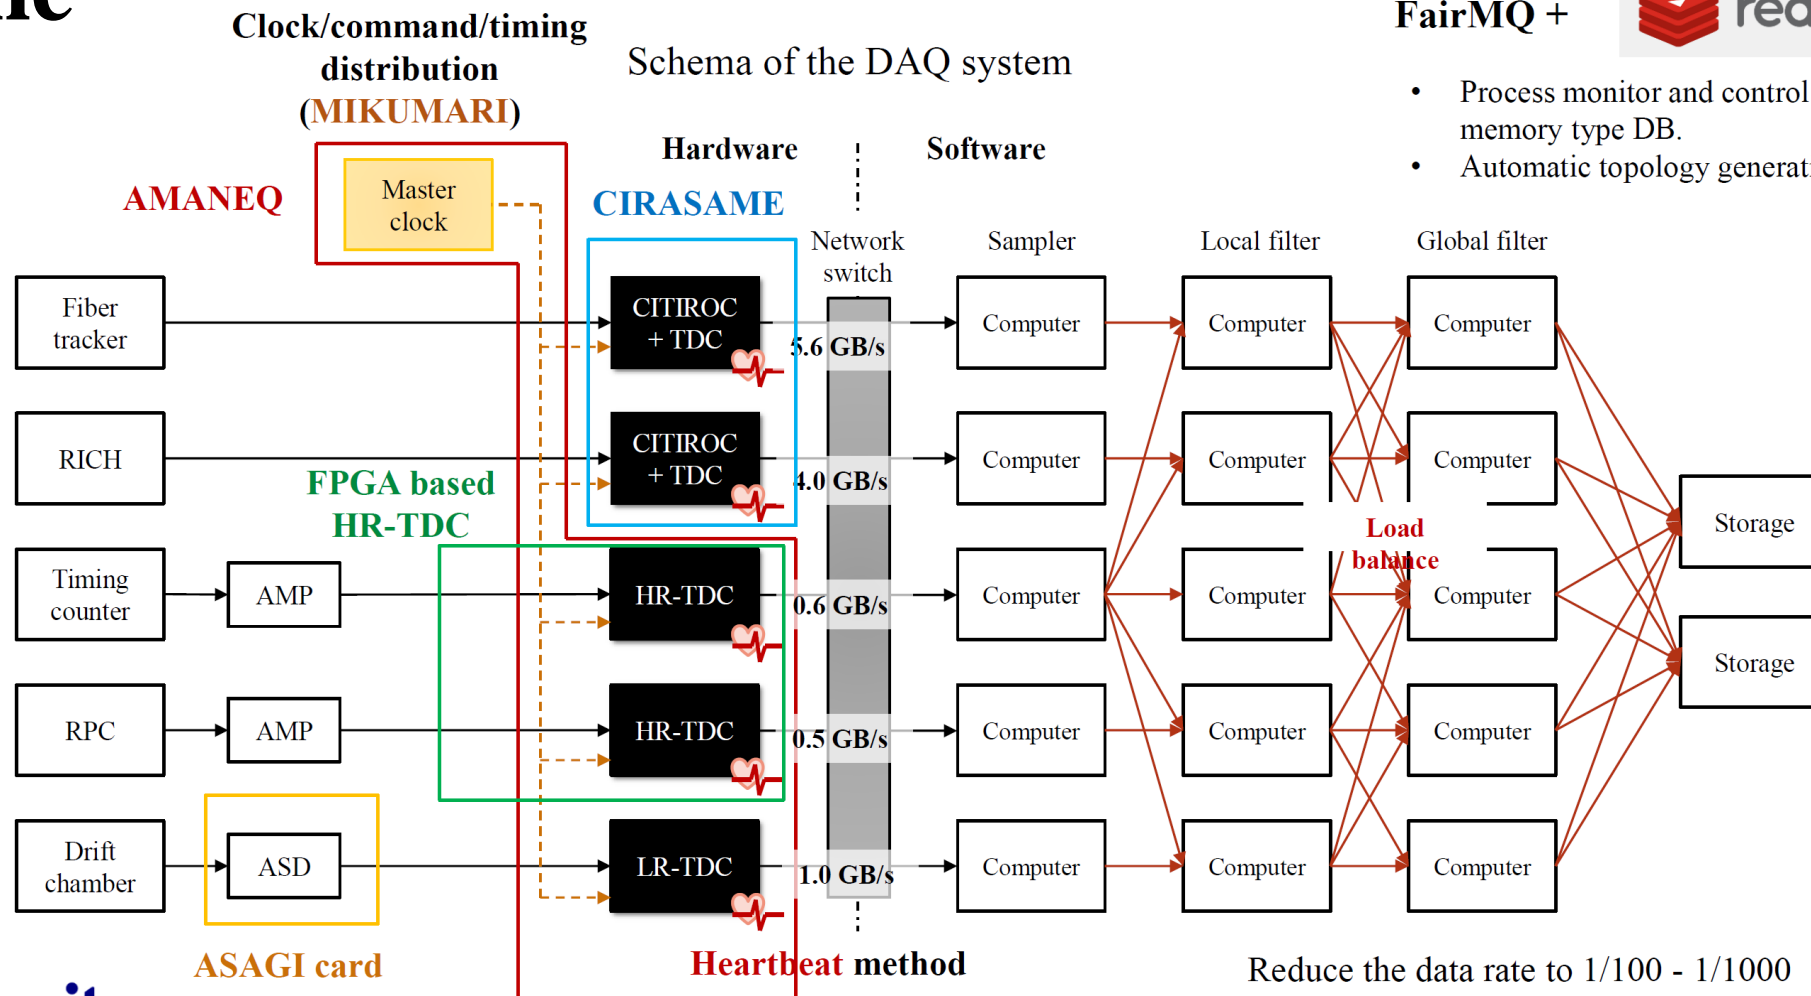 Clock/command/timing
distribution
(MIKUMARI)
Schema of the DAQ system
FairMQ +
• Process monitor and control
memory type DB.
• Automatic topology
Hardware
Software
AMANEQ
Master
clock
CIRASAME
Network
switch
Sampler
Local filter
Global filter
Fiber
tracker
CITIROC
+ TDC
5.6 GB/s
Computer
Computer
Computer
RICH
CITIROC
+ TDC
4.0 GB/s
Computer
Computer
Computer
FPGA based
HR-TDC
Load
balance
Storage
Timing
counter
AMP
HR-TDC
0.6 GB/s
Computer
Computer
Computer
Storage
RPC
AMP
HR-TDC
0.5 GB/s
Computer
Computer
Computer
Drift
chamber
ASD
LR-TDC
1.0 GB/s
Computer
Computer
Computer
ASAGI card
Heartbeat method
Reduce the data rate to 1/100 - 1/1000